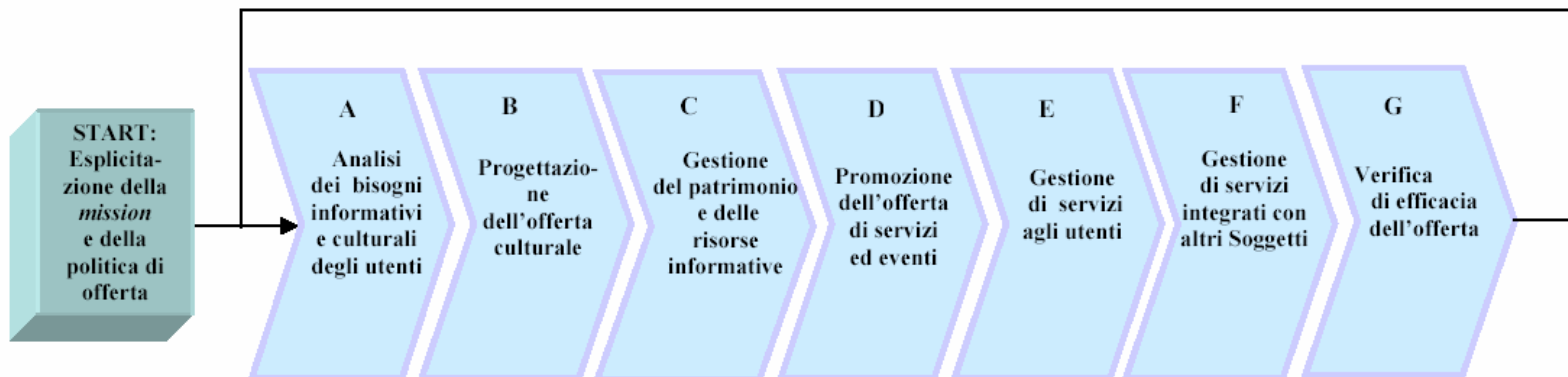 START:
Esplicita-
zione della
mission
e della
politica di
offerta
A
Analisi
dei bisogni
informativi
e culturali
degli utenti
B
Progettazio-
ne
dell’offerta
culturale
C
Gestione
del patrimonio
e delle
risorse
informative
D
Promozione
dell’offerta
di servizi
ed eventi
E
Gestione
di servizi
agli utenti
F
Gestione
di servizi
integrati con
altri Soggetti
G
Verifica
di efficacia
dell’offerta